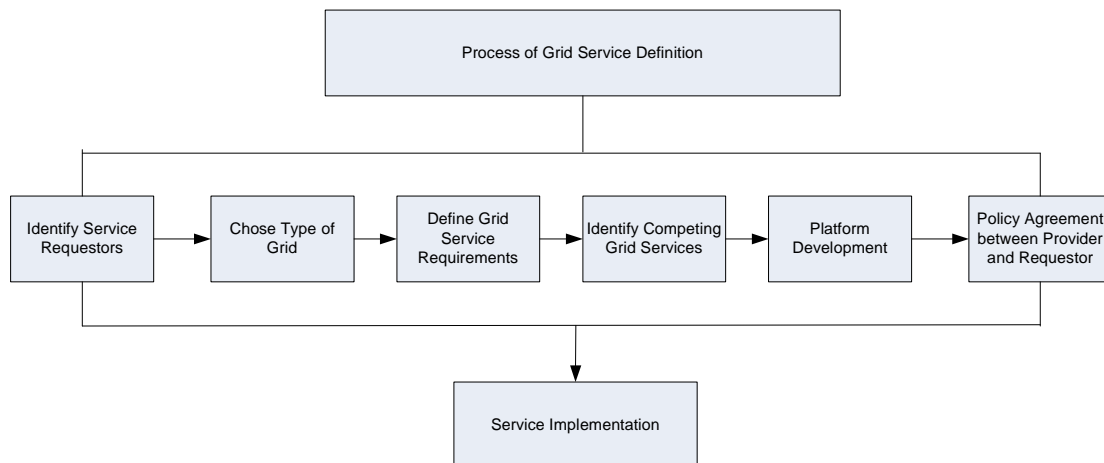 Process of Grid Service Definition
Identify Service
Requestors
Chose Type of
Grid
Define Grid
Service
Requirements
Identify Competing
Grid Services
Platform
Development
Policy Agreement
between Provider
and Requestor
Service Implementation